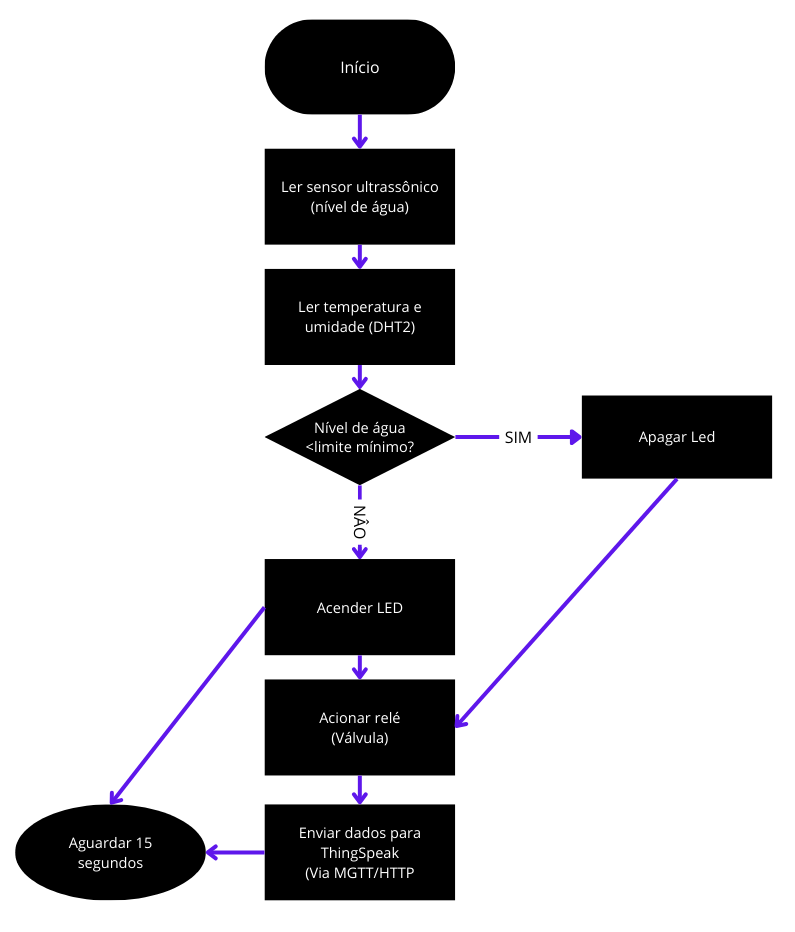 Início
Ler sensor ultrassônico
(nível de água)
Ler temperatura e
umidade (DHT2)
Nível de água
<limite mínimo?
SIM
Apagar Led
NÂO
Acender LED
Acionar relé
(Válvula)
Enviar dados para
ThingSpeak
(Via MGTT/HTTP
Aguardar 15
segundos